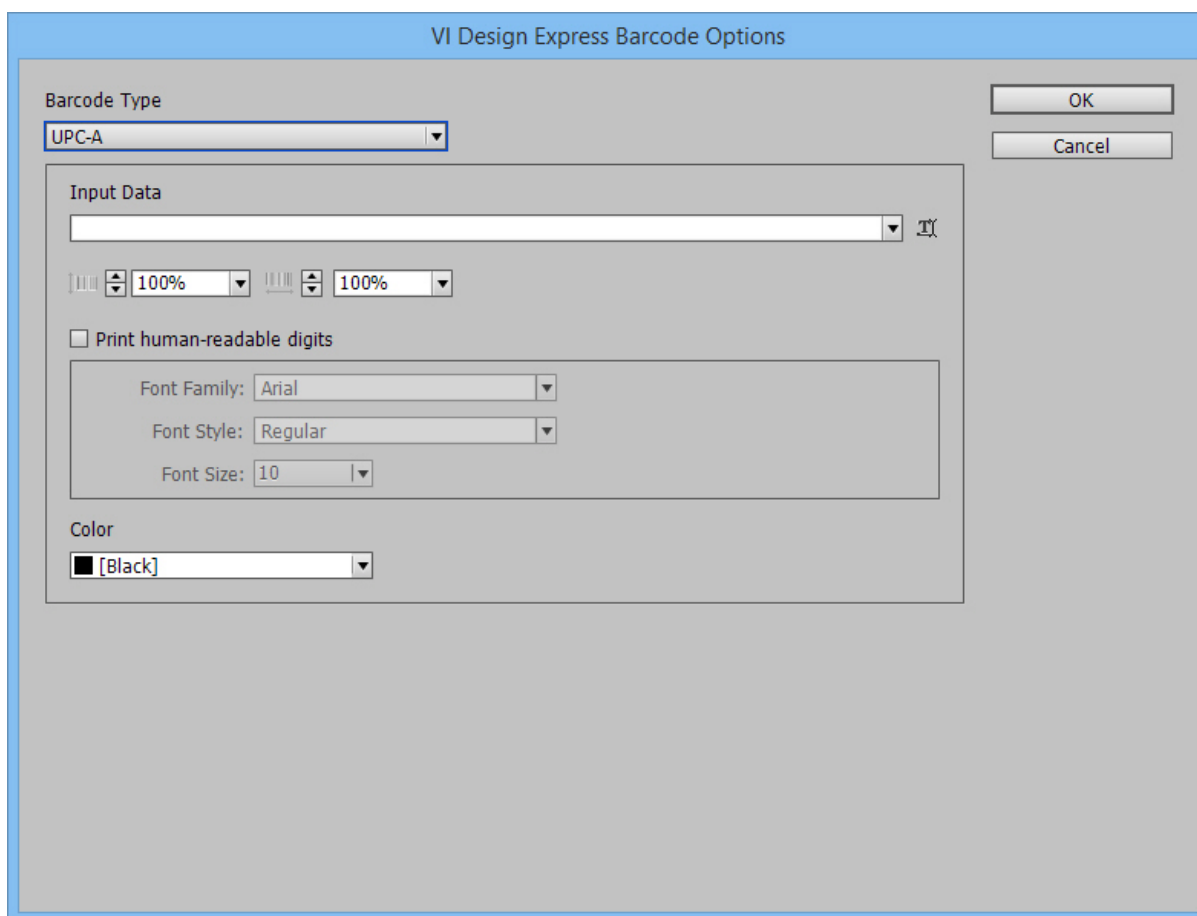 VI Design Express Barcode Options
Barcode Type
OK
UPC-A
Cancel
Input Data
100% 100%
Print human-readable digits
Font Family: Arial
Font Style: Regular
Font Size: 10
Color
[Black]